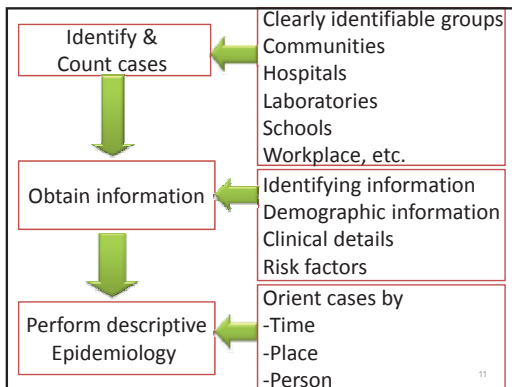 Identify &
Count cases
Clearly identifiable groups
Communities
Hospitals
Laboratories
Schools
Workplace, etc.
Obtain information
Identifying information
Demographic information
Clinical details
Risk factors
Perform descriptive
Epidemiology
Orient cases by
-Time
-Place
-Person
11